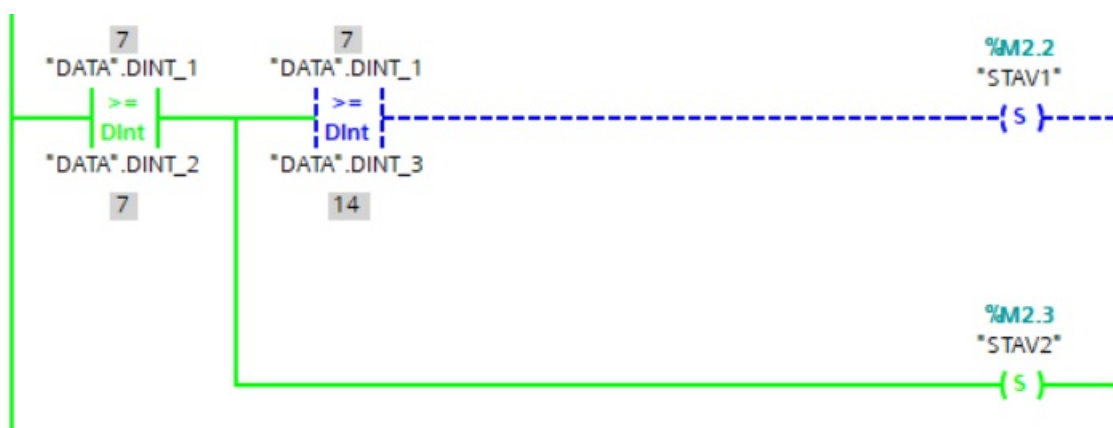 7
"DATA".DINT_1
>=
DInt
"DATA".DINT_2
7
7
"DATA".DINT_1
>=
DInt
"DATA".DINT_3
14
%M2.2
"STAV1"
S
%M2.3
"STAV2"
S